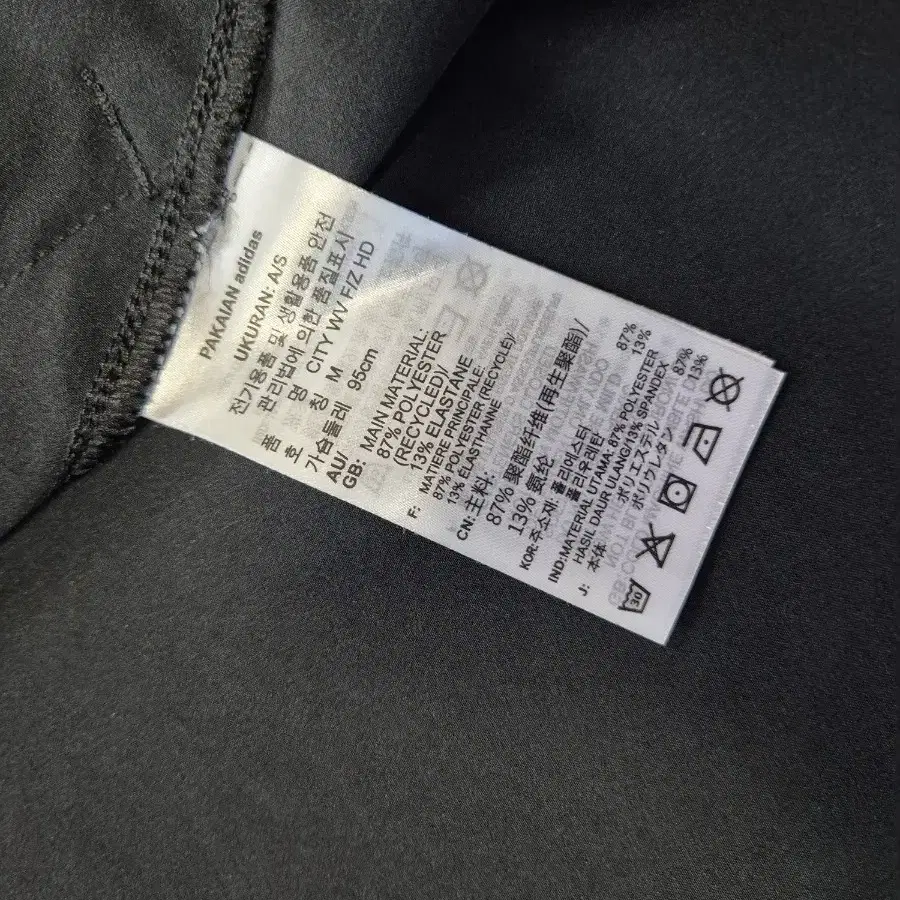 PAKAIAN adidas
UKURAN: A/S
전기용품 및 생활용품 안전
관리법에 의한 품질표시
품 명 CITY WV F/Z HD
호 칭 M
가슴둘레 95cm
AU/
GB: MAIN MATERIAL:
87% POLYESTER
(RECYCLED)/
13% ELASTANE
F: MATIERE PRINCIPALE:
87% POLYESTER (RECYCLE)/
13% ELASTHANNE
CN: 主料:
87% 聚酯纤维(再生聚酯)/
13% 氨纶
KOR:주소재: 폴리에스터 87%
폴리우레탄 13%
IND:MATERIAL UTAMA: 87% POLYESTER
HASIL DAUR ULANG/13% SPANDEX
J: 本体 ポリエステル 87%
ポリウレタン 13%
30